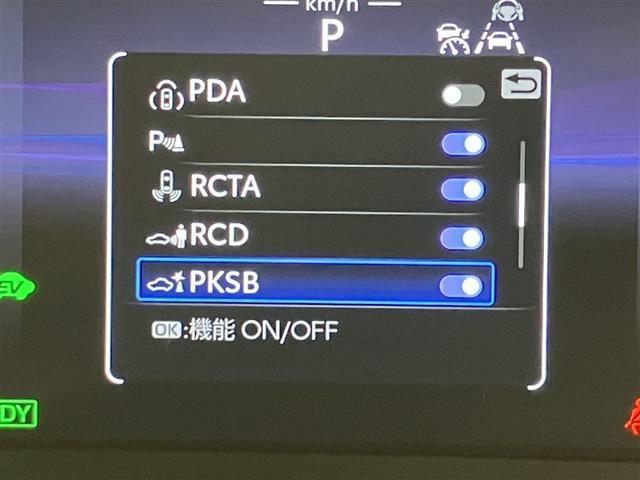 km/h
P
PDA
P
RCTA
RCD
PKSB
OK:機能 ON/OFF
EV
DY